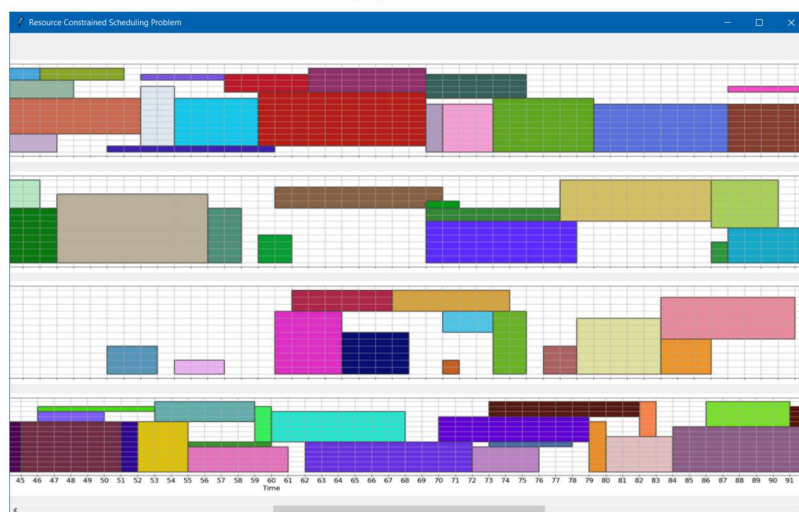 Resource Constrained Scheduling Problem
45 46 47 48 49 50 51 52 53 54 55 56 57 58 59 60 61 62 63 64 65 66 67 68 69 70 71 72 73 74 75 76 77 78 79 80 81 82 83 84 85 86 87 88 89 90 91
Time